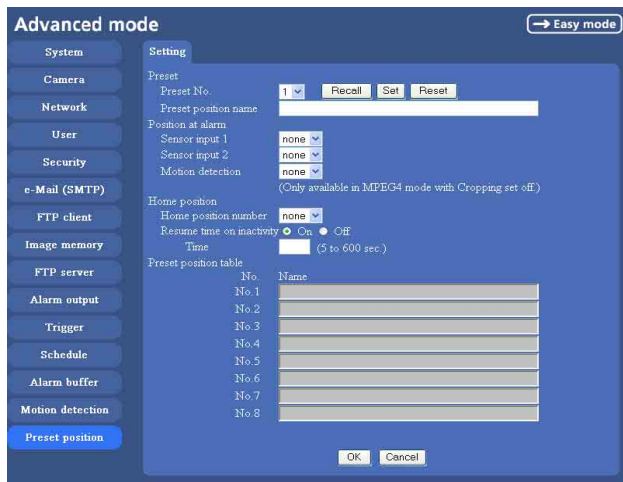 Advanced mode
→ Easy mode
System
Camera
Network
User
Security
e-Mail (SMTP)
FTP client
Image memory
FTP server
Alarm output
Trigger
Schedule
Alarm buffer
Motion detection
Preset position
Setting
Preset
Preset No. 1 Recall Set Reset
Preset position name
Position at alarm
Sensor input 1 none
Sensor input 2 none
Motion detection none
(Only available in MPEG4 mode with Cropping set off.)
Home position
Home position number none
Resume time on inactivity On Off
Time (5 to 600 sec.)
Preset position table
No. Name
No.1
No.2
No.3
No.4
No.5
No.6
No.7
No.8
OK Cancel